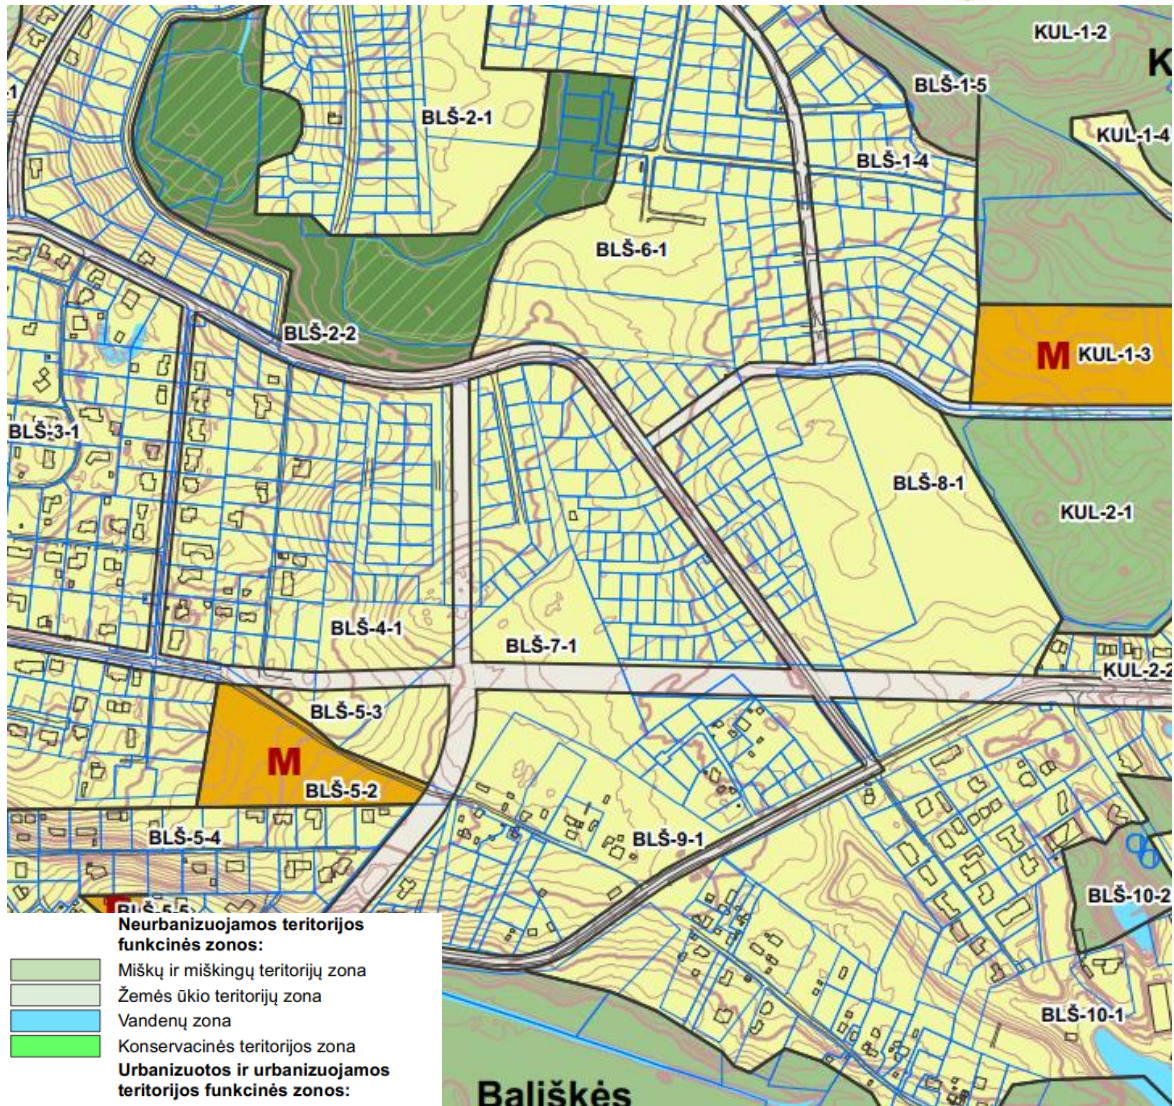 KUL-1-2
K
BLŠ-1-5
-1
BLŠ-2-1
KUL-1-4
BLŠ-1-4
BLŠ-6-1
BLŠ-2-2
M KUL-1-3
BLŠ-3-1
BLŠ-8-1
KUL-2-1
BLŠ-4-1
BLŠ-7-1
KUL-2-2
BLŠ-5-3
M
BLŠ-5-2
BLŠ-5-4
BLŠ-9-1
BLŠ-10-2
BLŠ-5-5
BLŠ-10-1
Bališkės
Neurbanizuojamos teritorijos
funkcinės zonos:
Miškų ir miškingų teritorijų zona
Žemės ūkio teritorijų zona
Vandenų zona
Konservacinės teritorijos zona
Urbanizuotos ir urbanizuojamos
teritorijos funkcinės zonos: